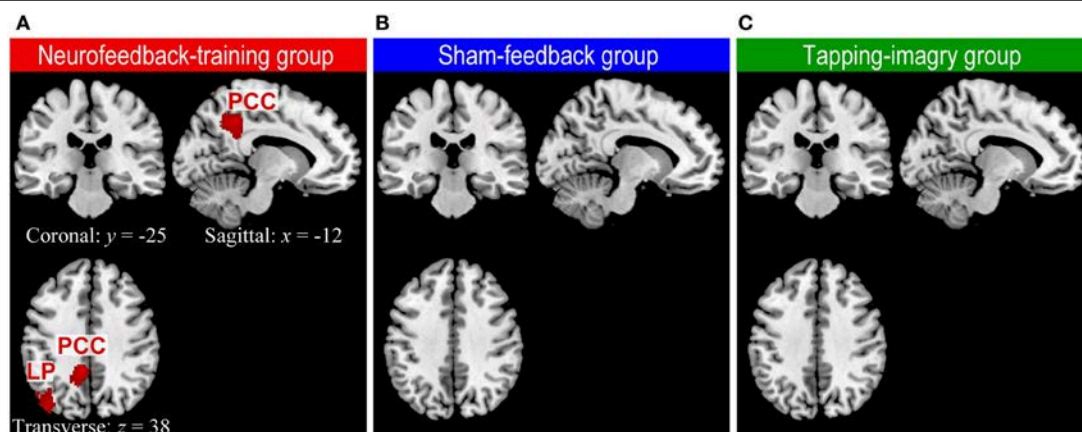 A
B
C
Neurofeedback-training group
Sham-feedback group
Tapping-imagry group
PCC
Coronal: y = -25
Sagittal: x = -12
PCC
LP
Transverse: z = 38